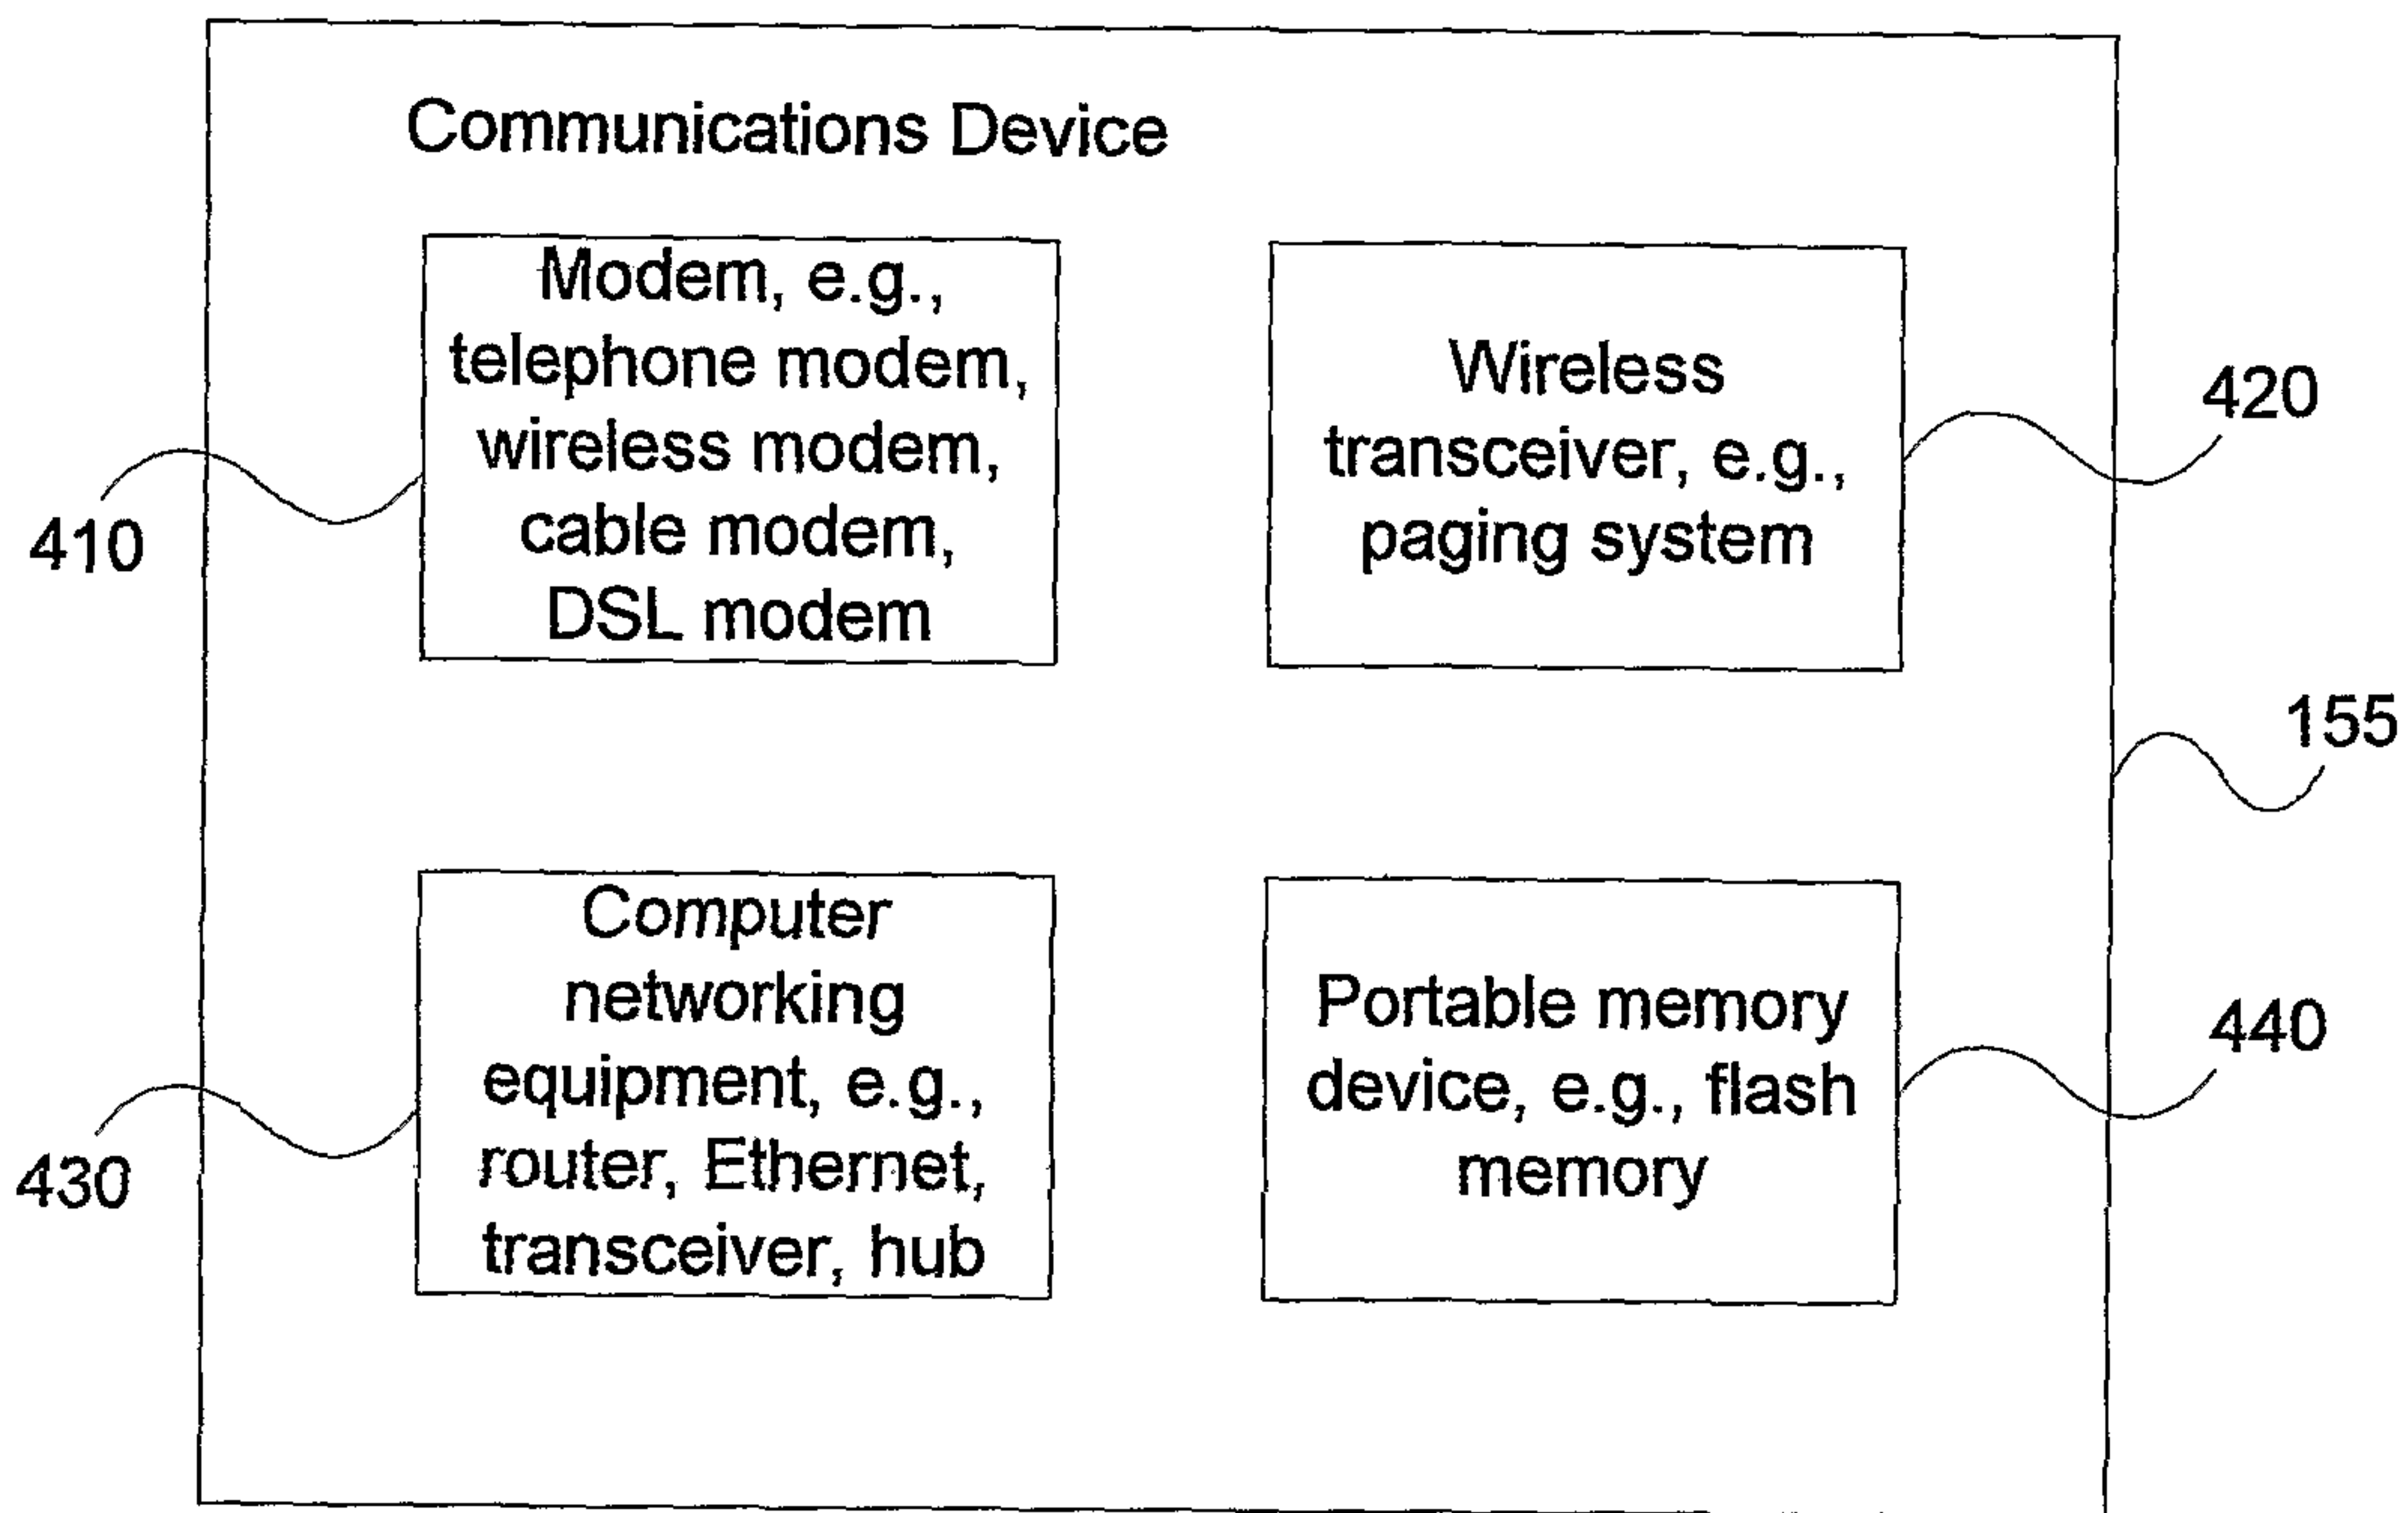 Communications Device
Modem, e.g.,
telephone modem,
wireless modem,
cable modem,
DSL modem
410
Wireless
transceiver, e.g.,
paging system
420
155
Computer
networking
equipment, e.g.,
router, Ethernet,
transceiver, hub
430
Portable memory
device, e.g., flash
memory
440